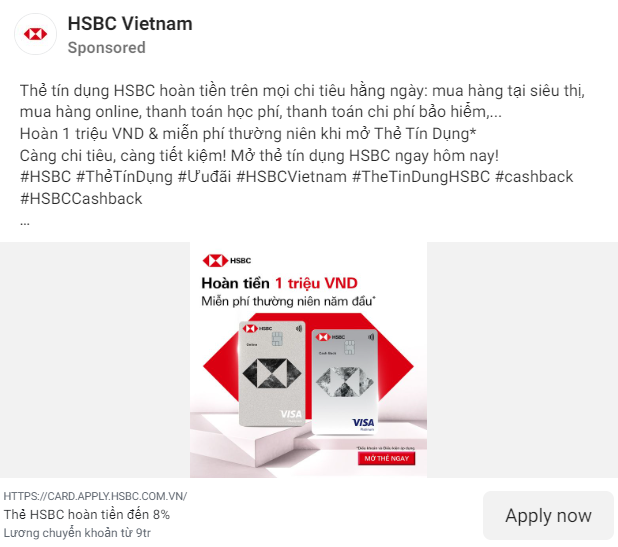 HSBC Vietnam
Sponsored
Thẻ tín dụng HSBC hoàn tiền trên mọi chi tiêu hằng ngày: mua hàng tại siêu thị,
mua hàng online, thanh toán học phí, thanh toán chi phí bảo hiểm,...
Hoàn 1 triệu VND & miễn phí thường niên khi mở Thẻ Tín Dụng*
Càng chi tiêu, càng tiết kiệm! Mở thẻ tín dụng HSBC ngay hôm nay!
#HSBC #ThẻTínDụng #Ưuđãi #HSBCVietnam #TheTinDungHSBC #cashback
#HSBCCashback
...
HSBC
Hoàn tiền 1 triệu VND
Miễn phí thường niên năm đầu*
HSBC
HSBC
Cash Back
VISA
VISA
Platinum
*Điều khoản và Điều kiện áp dụng
MỞ THẺ NGAY
HTTPS://CARD.APPLY.HSBC.COM.VN/
Thẻ HSBC hoàn tiền đến 8%
Lương chuyển khoản từ 9tr
Apply now